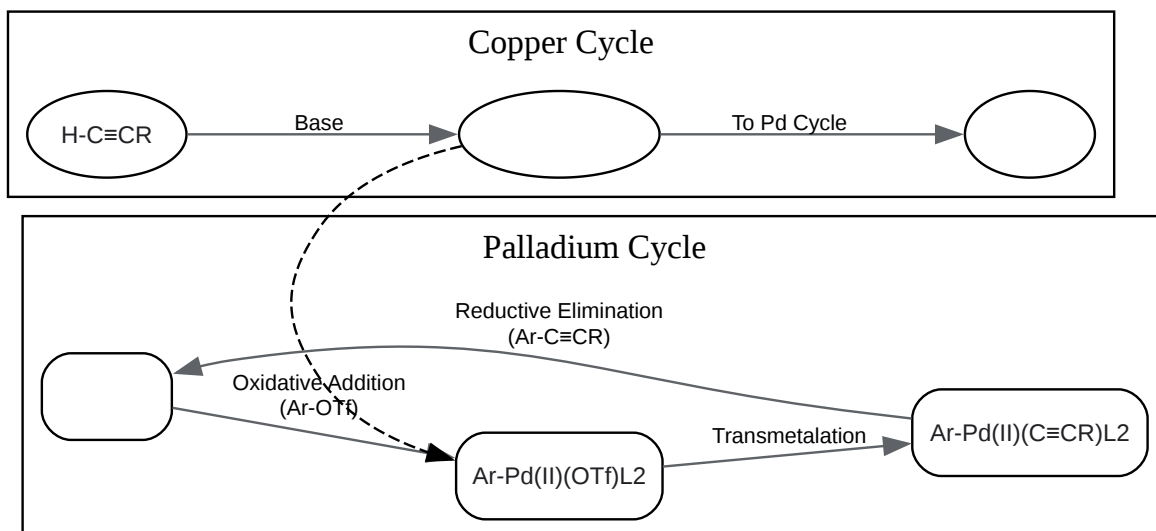 Copper Cycle
H-C≡CR
Base
To Pd Cycle
Palladium Cycle
Reductive Elimination
(Ar-C≡CR)
Oxidative Addition
(Ar-OTf)
Ar-Pd(II)(OTf)L2
Transmetalation
Ar-Pd(II)(C≡CR)L2